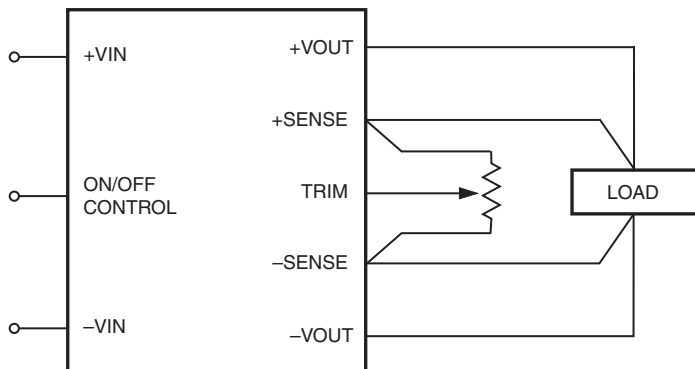 +VIN
ON/OFF
CONTROL
–VIN
+VOUT
+SENSE
TRIM
–SENSE
–VOUT
LOAD